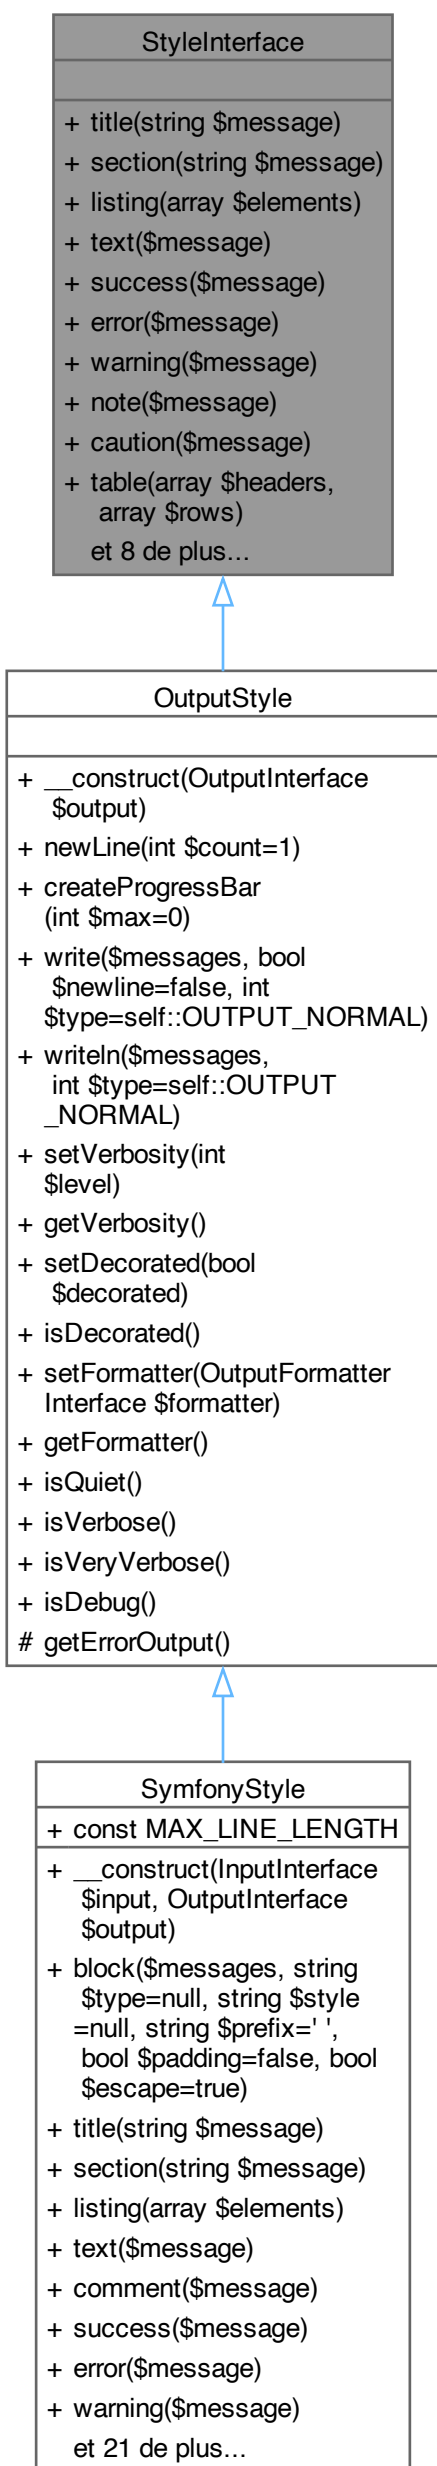 StyleInterface
+ title(string $message)
+ section(string $message)
+ listing(array $elements)
+ text($message)
+ success($message)
+ error($message)
+ warning($message)
+ note($message)
+ caution($message)
+ table(array $headers,
array $rows)
et 8 de plus...
OutputStyle
+ __construct(OutputInterface
$output)
+ newLine(int $count=1)
+ createProgressBar
(int $max=0)
+ write($messages, bool
$newline=false, int
$type=self::OUTPUT_NORMAL)
+ writeln($messages,
int $type=self::OUTPUT
_NORMAL)
+ setVerbosity(int
$level)
+ getVerbosity()
+ setDecorated(bool
$decorated)
+ isDecorated()
+ setFormatter(OutputFormatter
Interface $formatter)
+ getFormatter()
+ isQuiet()
+ isVerbose()
+ isVeryVerbose()
+ isDebug()
# getErrorOutput()
SymfonyStyle
+ const MAX_LINE_LENGTH
+ __construct(InputInterface
$input, OutputInterface
$output)
+ block($messages, string
$type=null, string $style
=null, string $prefix=' ',
bool $padding=false, bool
$escape=true)
+ title(string $message)
+ section(string $message)
+ listing(array $elements)
+ text($message)
+ comment($message)
+ success($message)
+ error($message)
+ warning($message)
et 21 de plus...